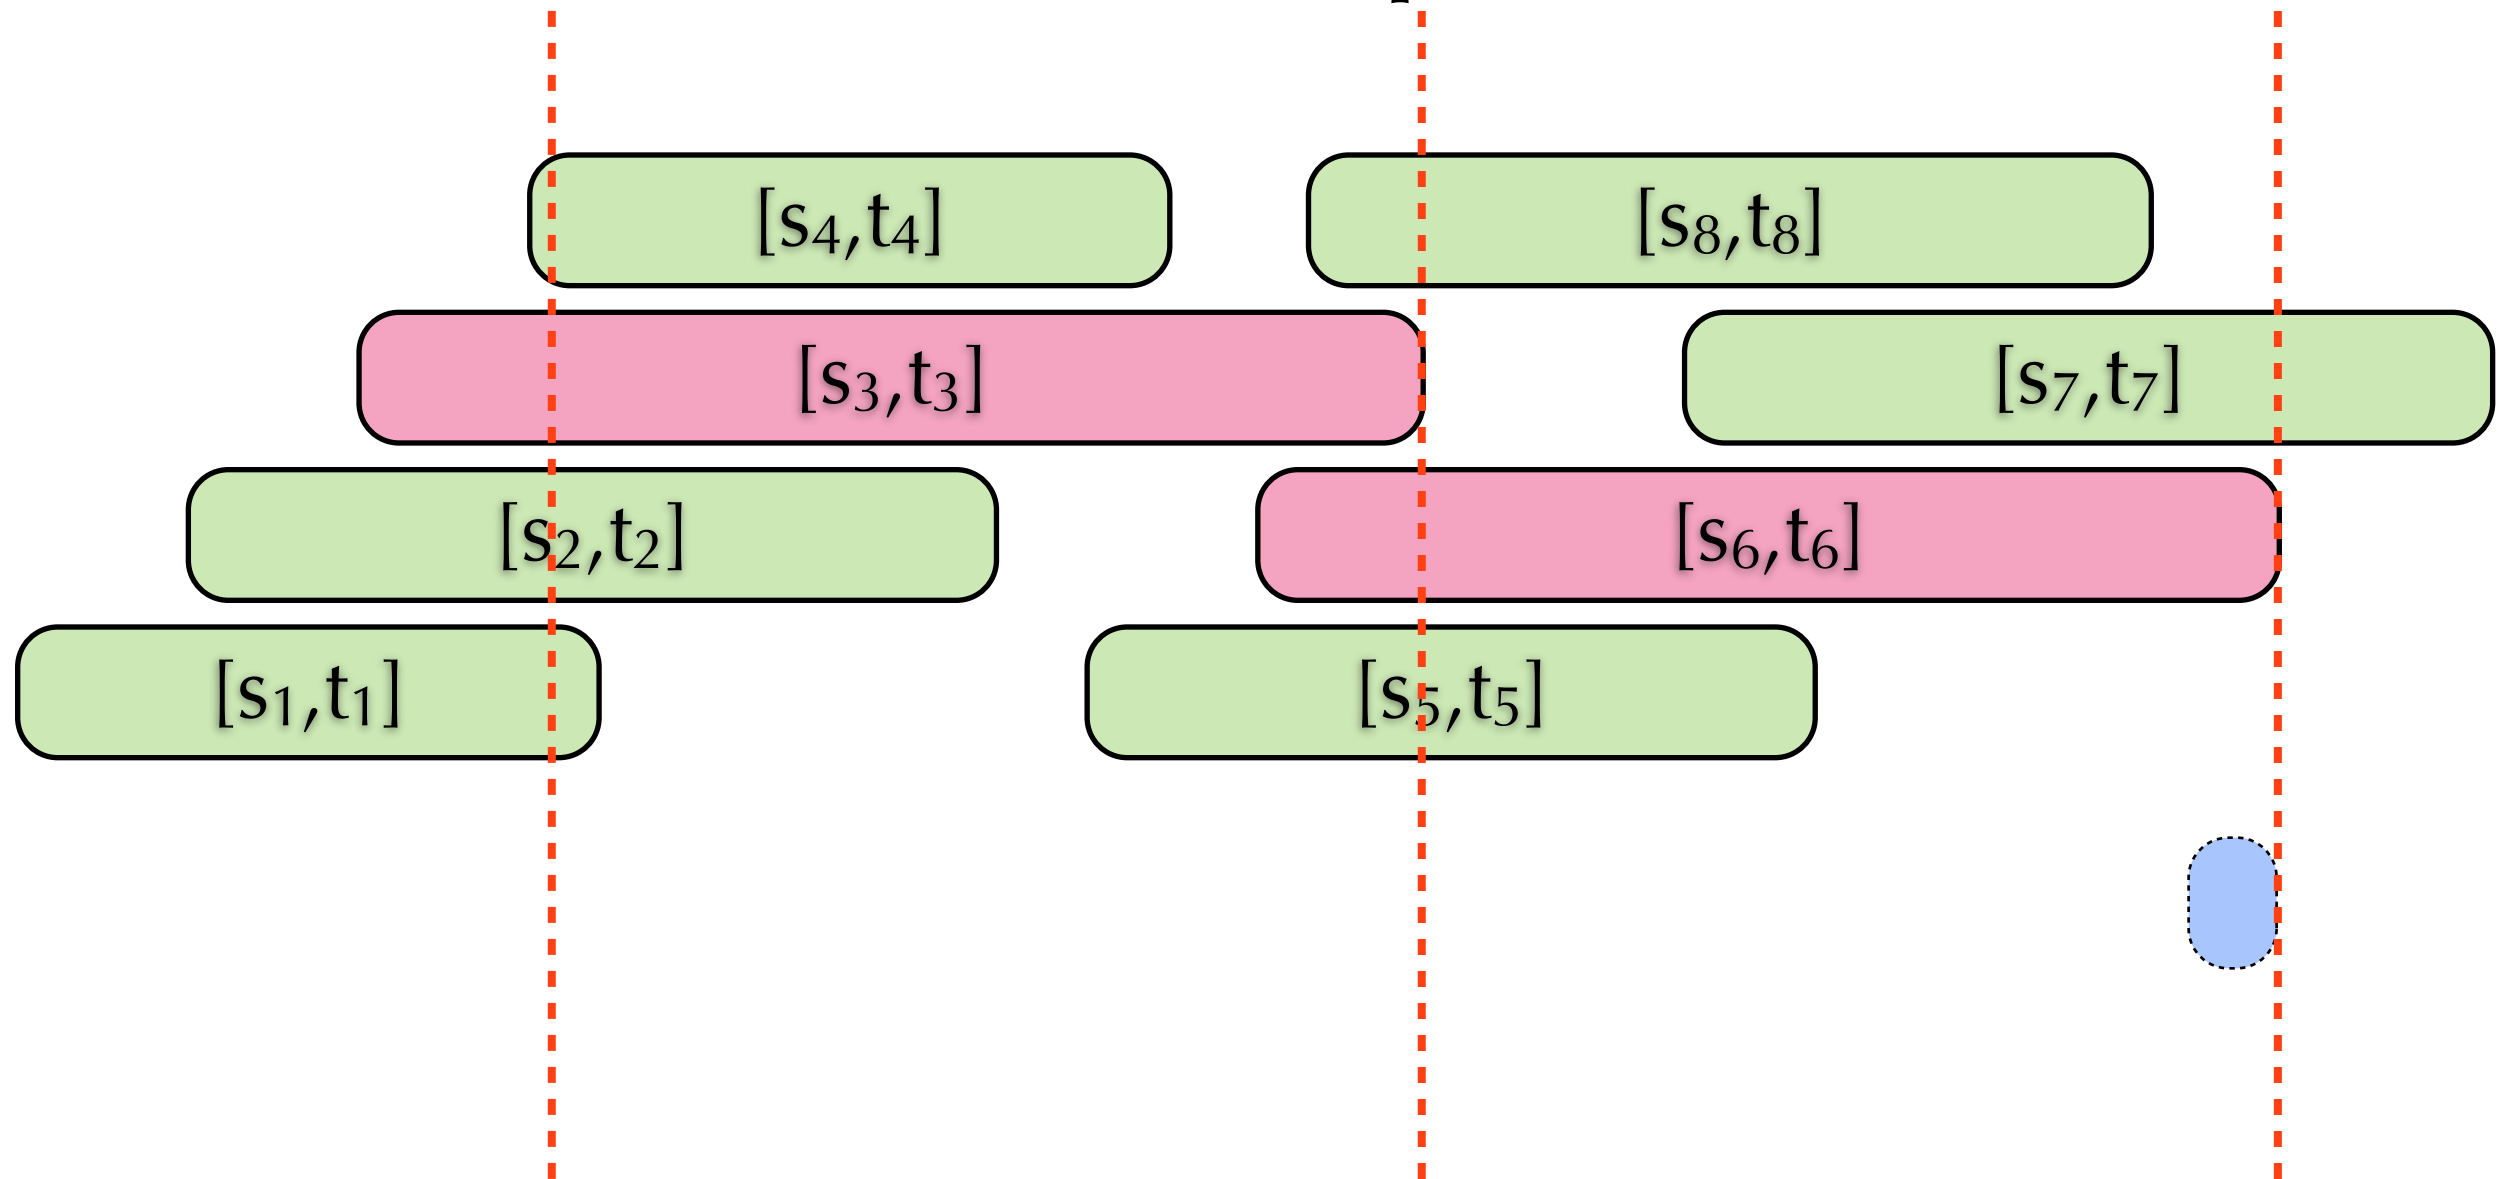 [s₄,t₄] [s₈,t₈]
[s₃,t₃] [s₇,t₇]
[s₂,t₂] [s₆,t₆]
[s₁,t₁] [s₅,t₅]